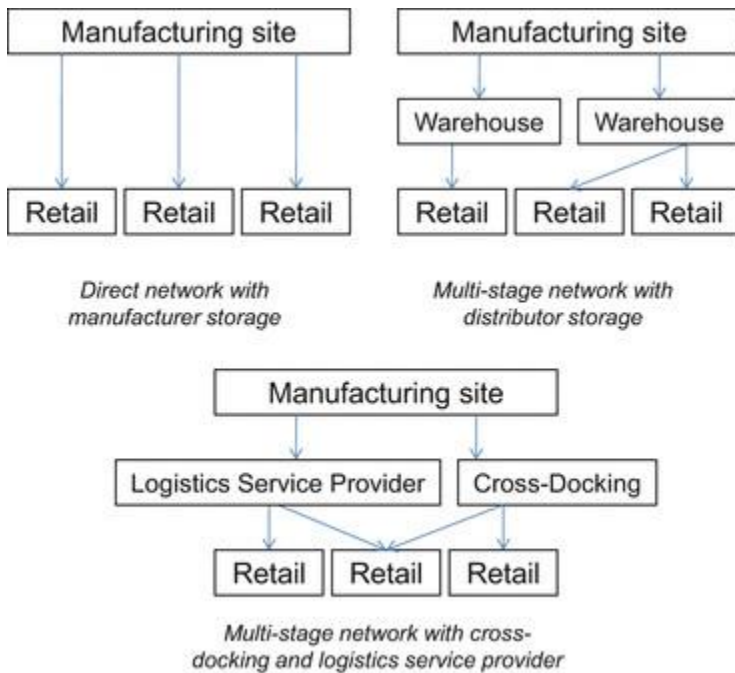 Manufacturing site
Retail Retail Retail
Direct network with
manufacturer storage
Manufacturing site
Warehouse Warehouse
Retail Retail Retail
Multi-stage network with
distributor storage
Manufacturing site
Logistics Service Provider Cross-Docking
Retail Retail Retail
Multi-stage network with cross-
docking and logistics service provider